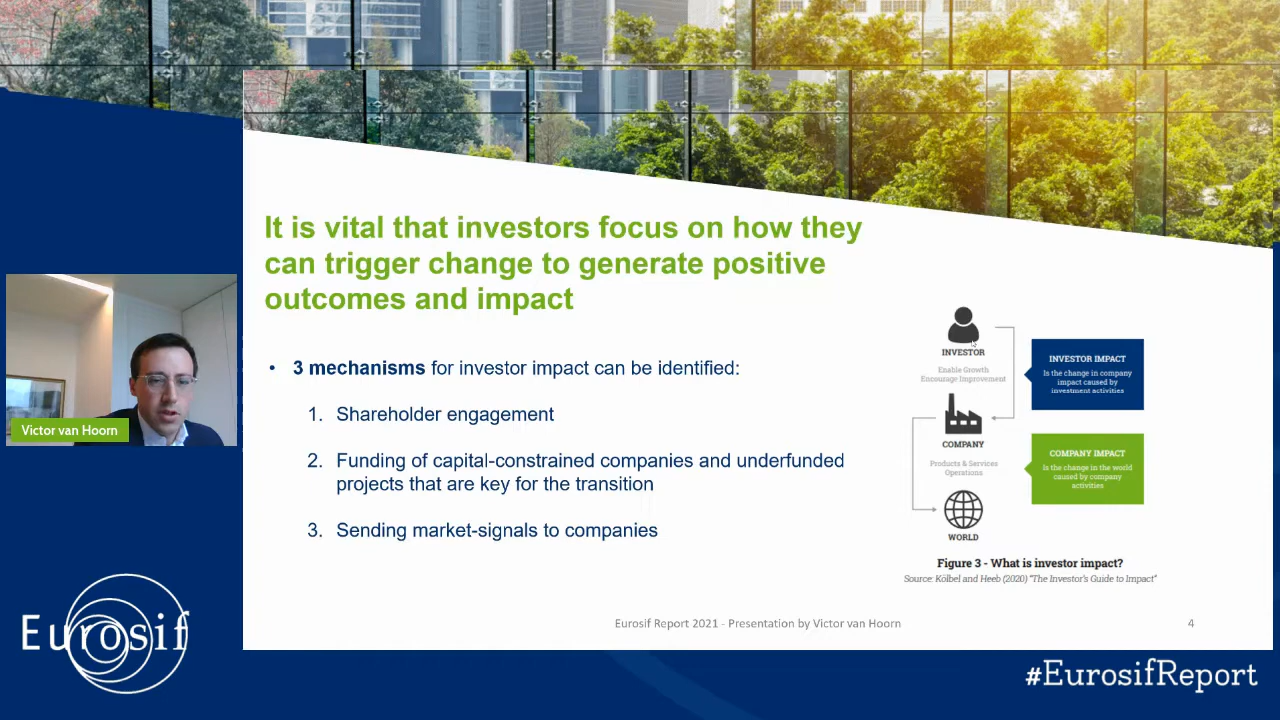 It is vital that investors focus on how they
can trigger change to generate positive
outcomes and impact
• 3 mechanisms for investor impact can be identified:
1. Shareholder engagement
2. Funding of capital-constrained companies and underfunded
projects that are key for the transition
3. Sending market-signals to companies
INVESTOR
Enable Growth
Encourage Improvement
COMPANY
Products & Services
Operations
WORLD
INVESTOR IMPACT
Is the change in company
impact caused by
investment activities
COMPANY IMPACT
Is the change in the world
caused by company
activities
Figure 3 - What is investor impact?
Source: Kölbel and Heeb (2020) "The Investor's Guide to Impact"
Eurosif Report 2021 - Presentation by Victor van Hoorn
4
Victor van Hoorn
Eurosif
#EurosifReport